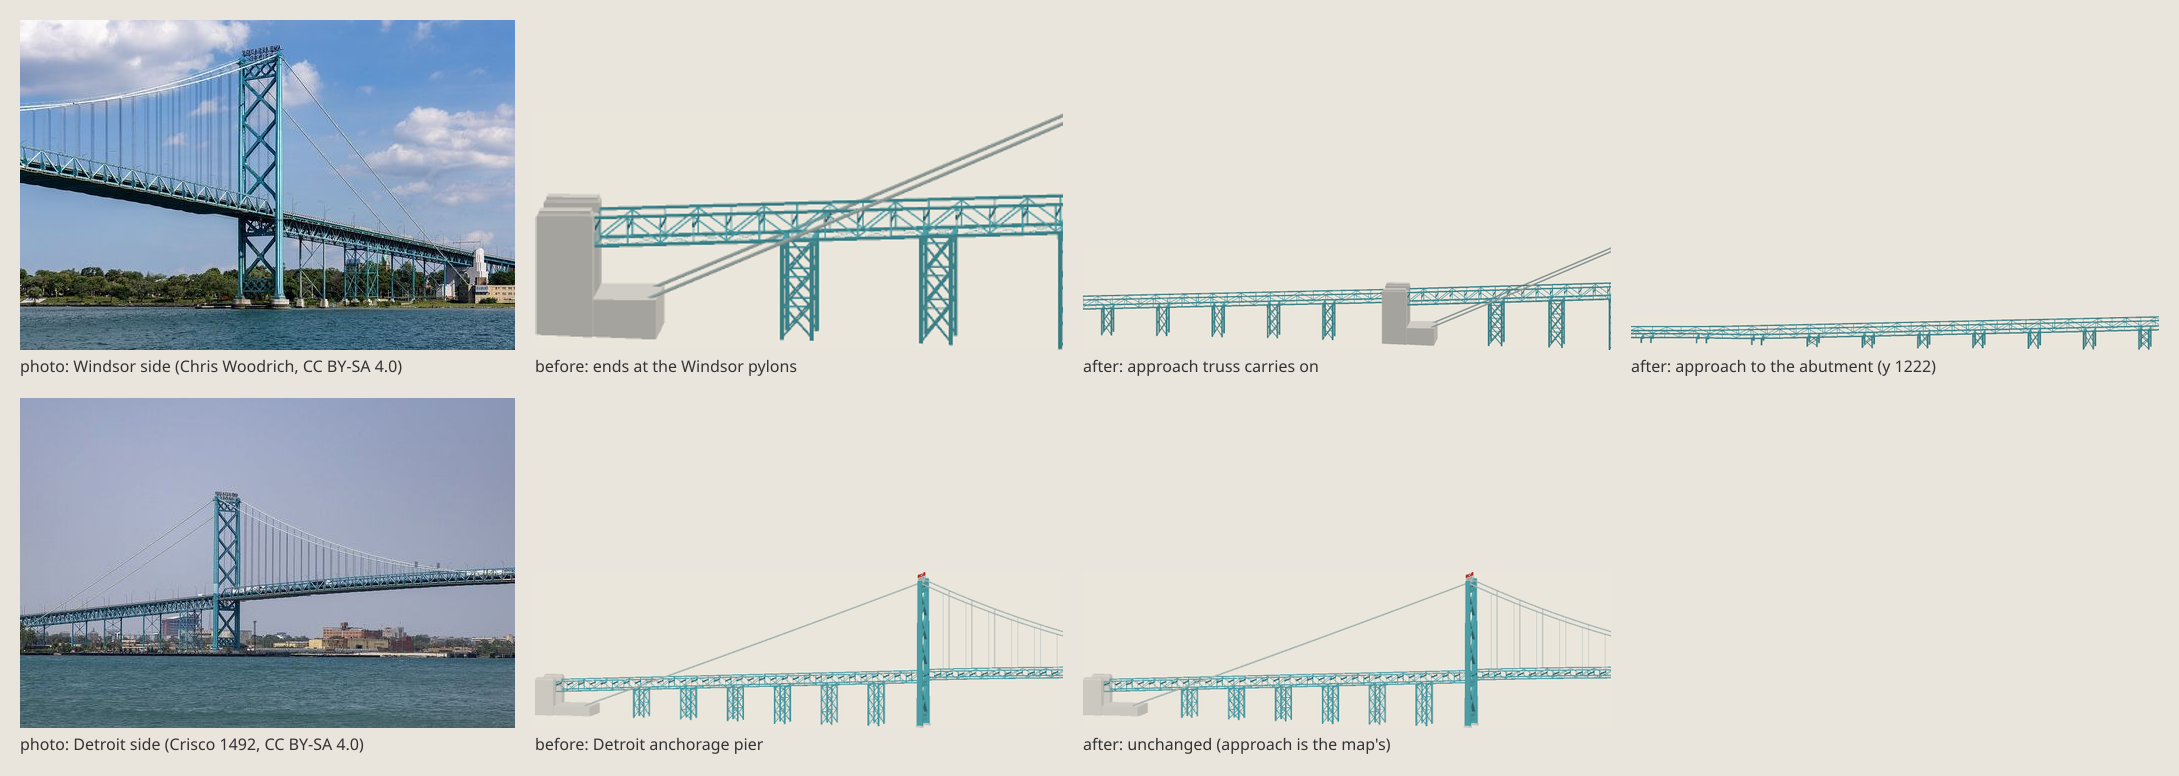 photo: Windsor side (Chris Woodrich, CC BY-SA 4.0)
before: ends at the Windsor pylons
after: approach truss carries on
after: approach to the abutment (y 1222)
photo: Detroit side (Crisco 1492, CC BY-SA 4.0)
before: Detroit anchorage pier
after: unchanged (approach is the map's)